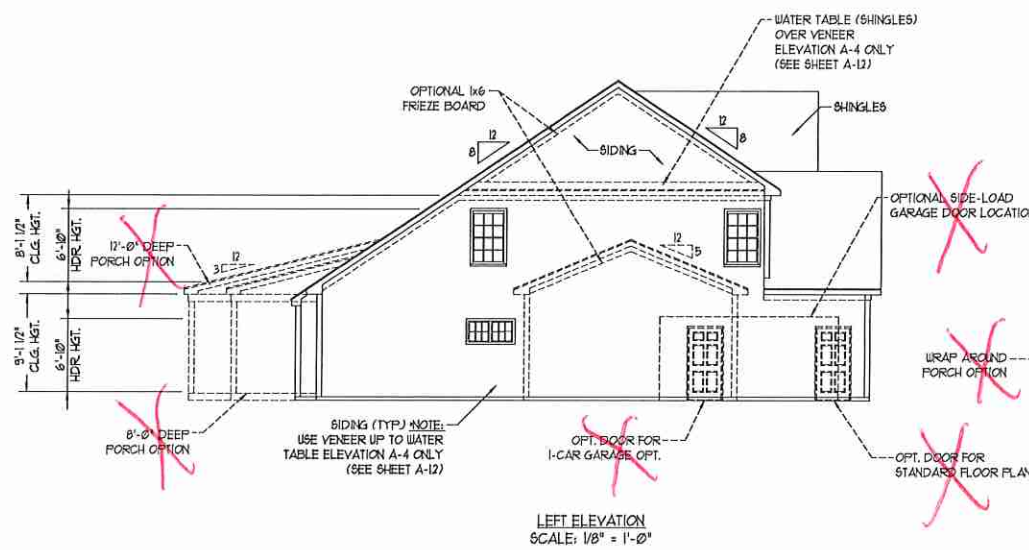 WATER TABLE (SHINGLES)
OVER VENEER
ELEVATION A-4 ONLY
(SEE SHEET A-12)
OPTIONAL 1x6
FRIEZE BOARD
SHINGLES
12
8
12
8
SIDING
OPTIONAL SIDE-LOAD
GARAGE DOOR LOCATION
8'-1 1/2"
CLG. HGT.
6'-10"
HDR. HGT.
12'-0" DEEP
PORCH OPTION
12
3
12
5
9'-1 1/2"
CLG. HGT.
6'-10"
HDR. HGT.
WRAP AROUND
PORCH OPTION
8'-0" DEEP
PORCH OPTION
SIDING (TYP.) NOTE:
USE VENEER UP TO WATER
TABLE ELEVATION A-4 ONLY
(SEE SHEET A-12)
OPT. DOOR FOR
1-CAR GARAGE OPT.
OPT. DOOR FOR
STANDARD FLOOR PLAN
LEFT ELEVATION
SCALE: 1/8" = 1'-0"